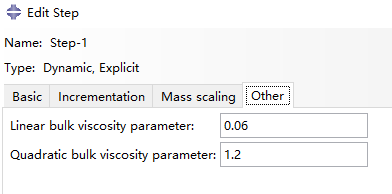 Edit Step
Name: Step-1
Type: Dynamic, Explicit
Basic Incrementation Mass scaling Other
Linear bulk viscosity parameter: 0.06
Quadratic bulk viscosity parameter: 1.2